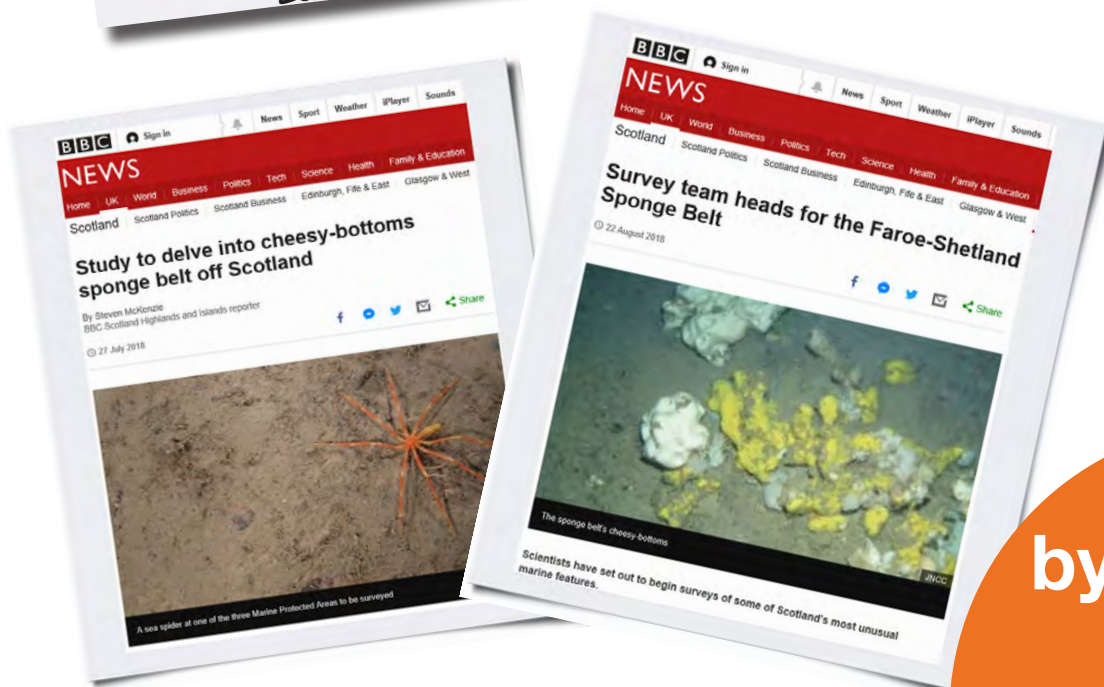 BBC
Sign in
News
Sport
Weather
iPlayer
Sounds
NEWS
Home
UK
World
Business
Politics
Tech
Science
Health
Family & Education
Scotland
Scotland Politics
Scotland Business
Edinburgh, Fife & East
Glasgow & West
Study to delve into cheesy-bottoms
sponge belt off Scotland
By Steven McKenzie
BBC Scotland Highlands and Islands reporter
27 July 2018
Share
A sea spider at one of the three Marine Protected Areas to be surveyed
BBC
Sign in
News
Sport
Weather
iPlayer
Sounds
NEWS
Home
UK
World
Business
Politics
Tech
Science
Health
Family & Education
Scotland
Scotland Politics
Scotland Business
Edinburgh, Fife & East
Glasgow & West
Survey team heads for the Faroe-Shetland
Sponge Belt
22 August 2018
Share
The sponge belt's cheesy-bottoms
JNCC
Scientists have set out to begin surveys of some of Scotland's most unusual
marine features.
by